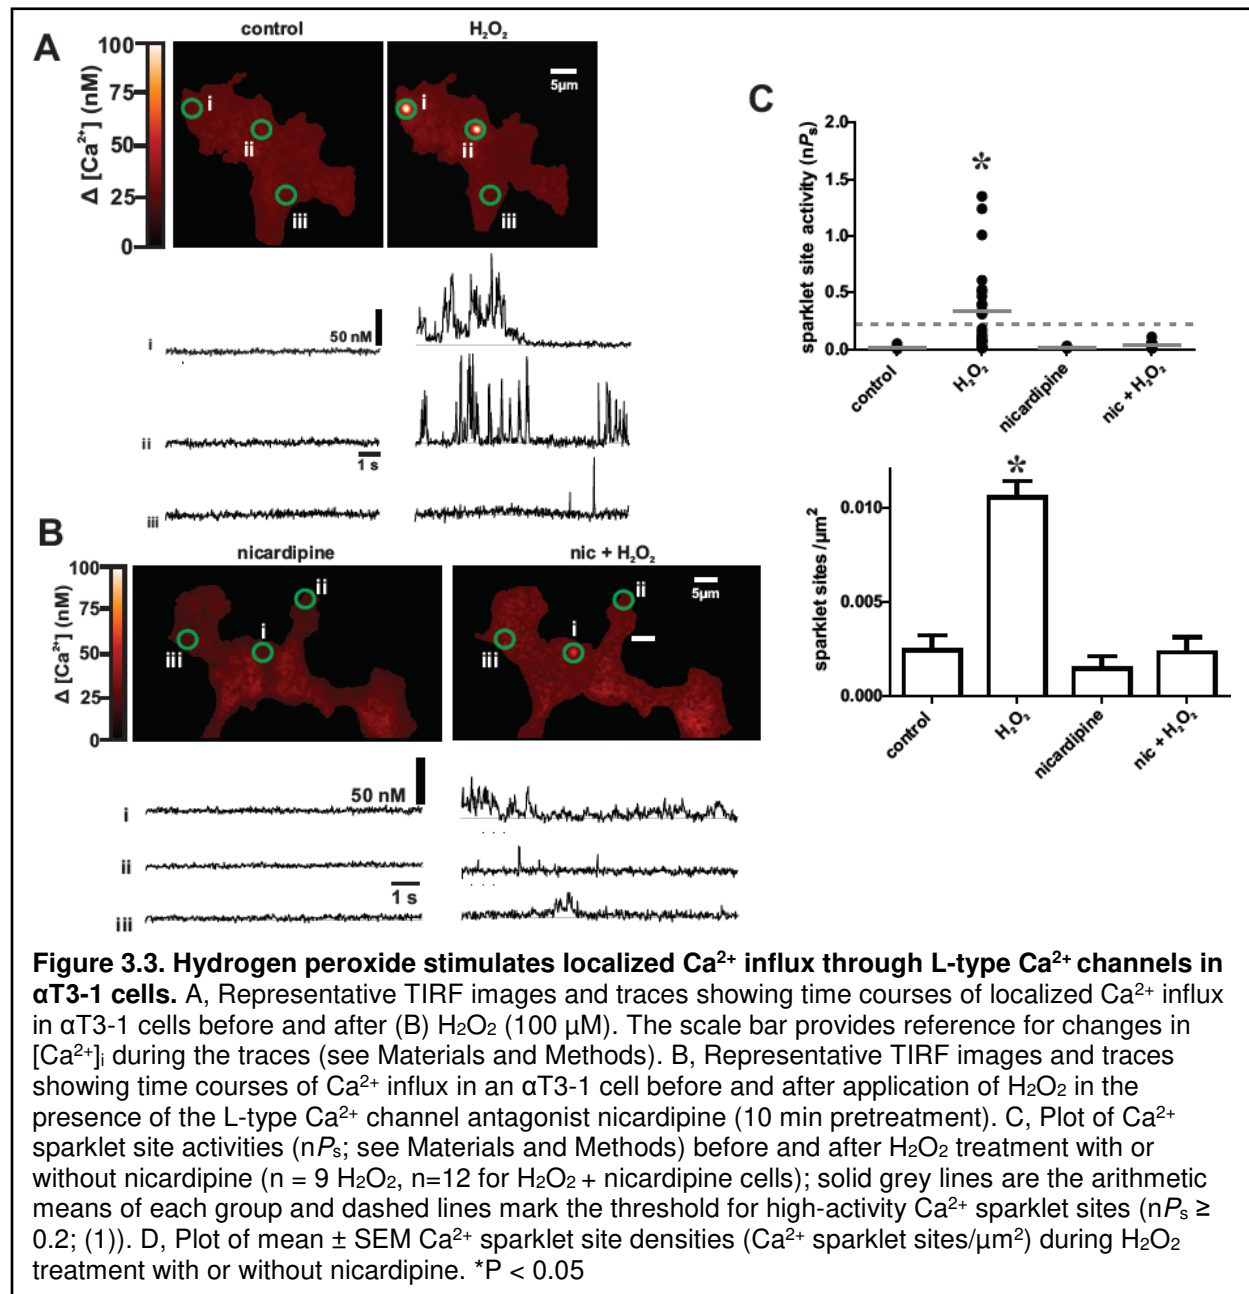 A
control
H₂O₂
Δ [Ca²⁺] (nM)
100
75
50
25
0
i
ii
iii
i
ii
iii
5μm
50 nM
i
ii
1 s
iii
B
nicardipine
nic + H₂O₂
Δ [Ca²⁺] (nM)
100
75
50
25
0
ii
i
iii
ii
i
iii
5μm
50 nM
i
ii
1 s
iii
C
sparklet site activity (nPₛ)
2.0
1.5
1.0
0.5
0.0
*
control
H₂O₂
nicardipine
nic + H₂O₂
sparklet sites /μm²
0.010
0.005
0.000
*
control
H₂O₂
nicardipine
nic + H₂O₂
Figure 3.3. Hydrogen peroxide stimulates localized Ca²⁺ influx through L-type Ca²⁺ channels in
αT3-1 cells. A, Representative TIRF images and traces showing time courses of localized Ca²⁺ influx
in αT3-1 cells before and after (B) H₂O₂ (100 μM). The scale bar provides reference for changes in
[Ca²⁺]ᵢ during the traces (see Materials and Methods). B, Representative TIRF images and traces
showing time courses of Ca²⁺ influx in an αT3-1 cell before and after application of H₂O₂ in the
presence of the L-type Ca²⁺ channel antagonist nicardipine (10 min pretreatment). C, Plot of Ca²⁺
sparklet site activities (nPₛ; see Materials and Methods) before and after H₂O₂ treatment with or
without nicardipine (n = 9 H₂O₂, n=12 for H₂O₂ + nicardipine cells); solid grey lines are the arithmetic
means of each group and dashed lines mark the threshold for high-activity Ca²⁺ sparklet sites (nPₛ ≥
0.2; (1)). D, Plot of mean ± SEM Ca²⁺ sparklet site densities (Ca²⁺ sparklet sites/μm²) during H₂O₂
treatment with or without nicardipine. *P < 0.05